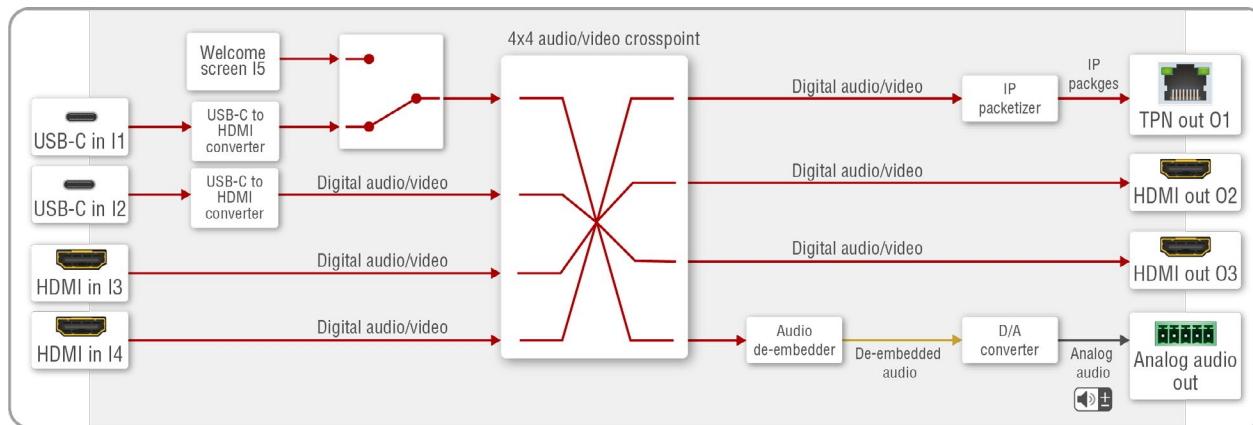 4x4 audio/video crosspoint
Welcome
screen I5
USB-C in I1
USB-C to
HDMI
converter
USB-C in I2
USB-C to
HDMI
converter
Digital audio/video
HDMI in I3
Digital audio/video
HDMI in I4
Digital audio/video
Digital audio/video
IP
packetizer
IP
packges
TPN out O1
Digital audio/video
HDMI out O2
Digital audio/video
HDMI out O3
Audio
de-embedder
De-embedded
audio
D/A
converter
Analog
audio
Analog audio
out